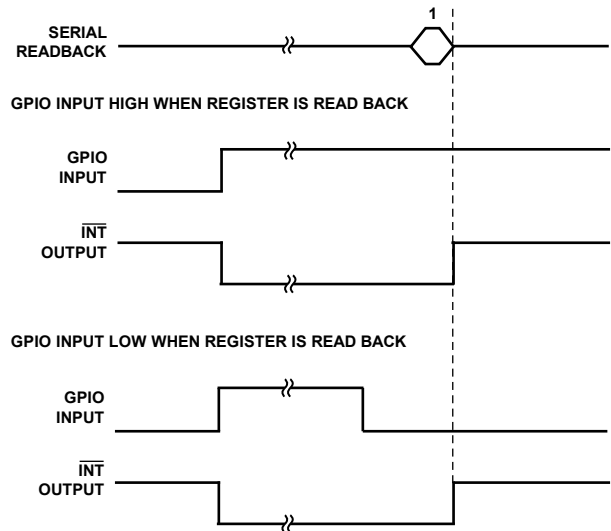 1
SERIAL
READBACK
GPIO INPUT HIGH WHEN REGISTER IS READ BACK
GPIO
INPUT
INT
OUTPUT
GPIO INPUT LOW WHEN REGISTER IS READ BACK
GPIO
INPUT
INT
OUTPUT